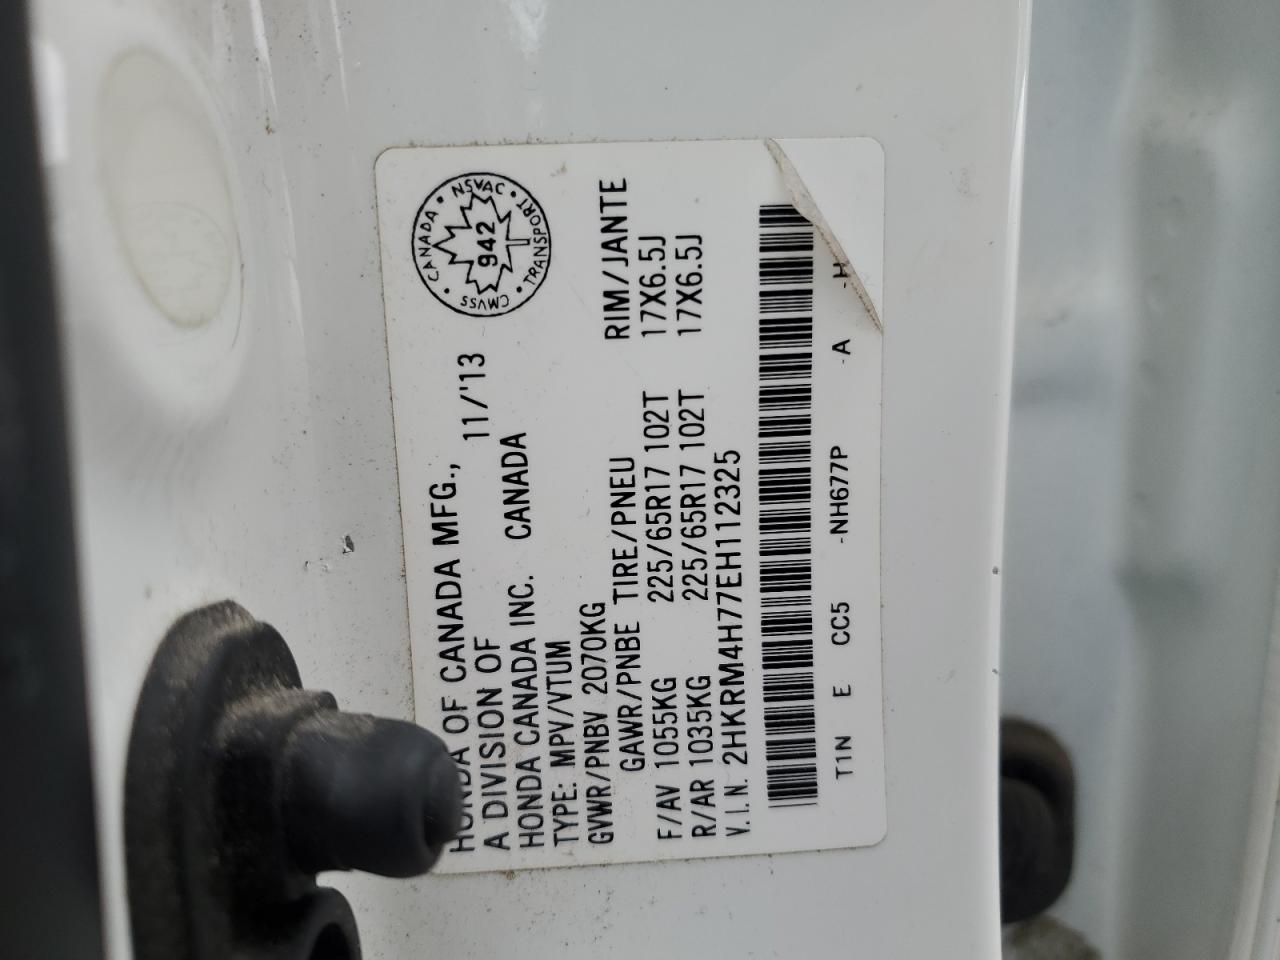 HONDA OF CANADA MFG.,
A DIVISION OF 11/'13
HONDA CANADA INC. CANADA
TYPE: MPV/VTUM
GVWR/PNBV 2070KG
GAWR/PNBE TIRE/PNEU RIM/JANTE
F/AV 1055KG 225/65R17 102T 17X6.5J
R/AR 1035KG 225/65R17 102T 17X6.5J
V.I.N. 2HKRM4H77EH112325
T1N E CC5 -NH677P -A -H
CANADA · NSVAC · TRANSPORT · CMVSS ·
942